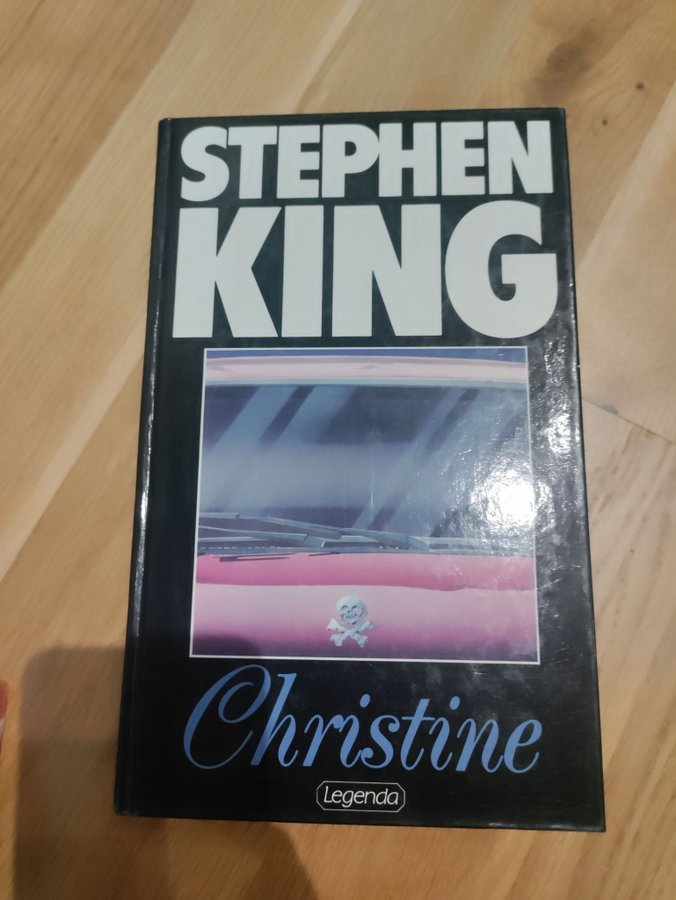 STEPHEN
KING
Christine
Legenda